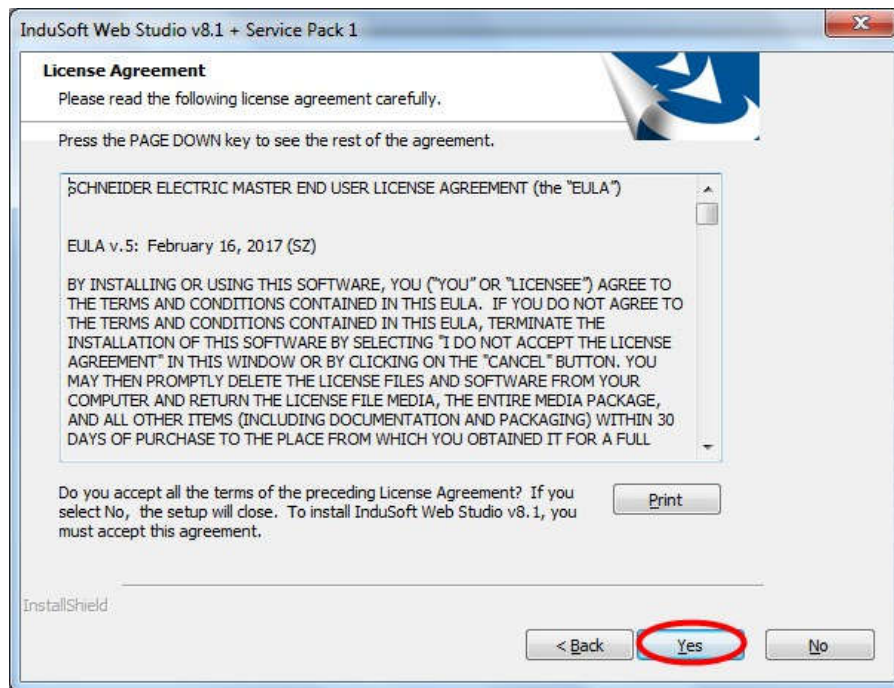 InduSoft Web Studio v8.1 + Service Pack 1
License Agreement
Please read the following license agreement carefully.
Press the PAGE DOWN key to see the rest of the agreement.
SCHNEIDER ELECTRIC MASTER END USER LICENSE AGREEMENT (the "EULA")
EULA v.5: February 16, 2017 (SZ)
BY INSTALLING OR USING THIS SOFTWARE, YOU ("YOU" OR "LICENSEE") AGREE TO
THE TERMS AND CONDITIONS CONTAINED IN THIS EULA. IF YOU DO NOT AGREE TO
THE TERMS AND CONDITIONS CONTAINED IN THIS EULA, TERMINATE THE
INSTALLATION OF THIS SOFTWARE BY SELECTING "I DO NOT ACCEPT THE LICENSE
AGREEMENT" IN THIS WINDOW OR BY CLICKING ON THE "CANCEL" BUTTON. YOU
MAY THEN PROMPTLY DELETE THE LICENSE FILES AND SOFTWARE FROM YOUR
COMPUTER AND RETURN THE LICENSE FILE MEDIA, THE ENTIRE MEDIA PACKAGE,
AND ALL OTHER ITEMS (INCLUDING DOCUMENTATION AND PACKAGING) WITHIN 30
DAYS OF PURCHASE TO THE PLACE FROM WHICH YOU OBTAINED IT FOR A FULL
Do you accept all the terms of the preceding License Agreement? If you
select No, the setup will close. To install InduSoft Web Studio v8.1, you
must accept this agreement.
Print
InstallShield
< Back Yes No